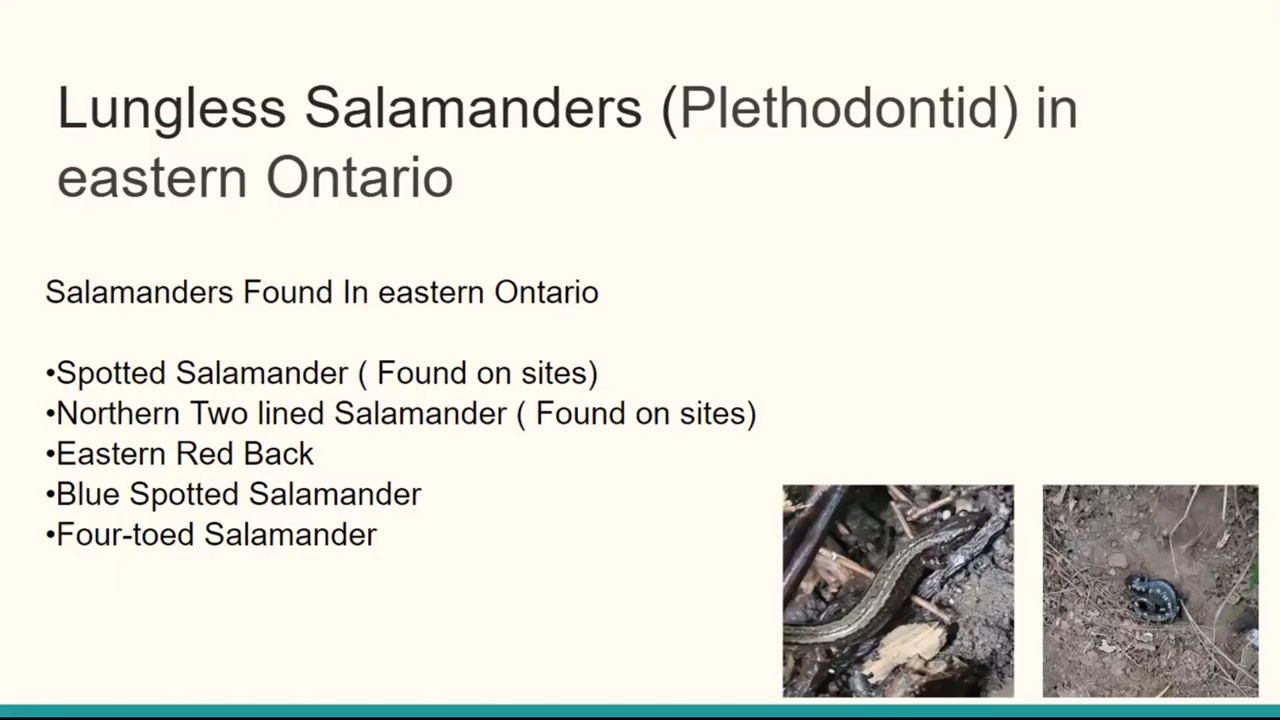 Lungless Salamanders (Plethodontid) in
eastern Ontario
Salamanders Found In eastern Ontario
•Spotted Salamander ( Found on sites)
•Northern Two lined Salamander ( Found on sites)
•Eastern Red Back
•Blue Spotted Salamander
•Four-toed Salamander